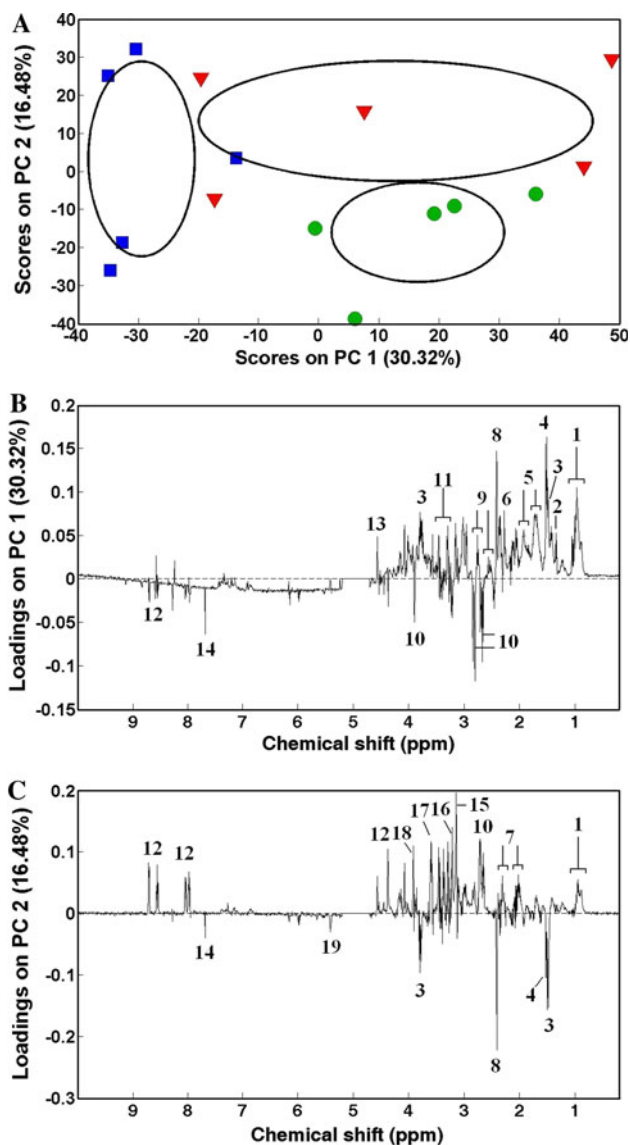 A
Scores on PC 2 (16.48%)
40
30
20
10
0
-10
-20
-30
-40
-40 -30 -20 -10 0 10 20 30 40 50
Scores on PC 1 (30.32%)
B
Loadings on PC 1 (30.32%)
0.2
0.15
0.1
0.05
0
-0.05
-0.1
-0.15
4 1
8
3 11 9 6 5 3 2
13
12
14
10
10
9 8 7 6 5 4 3 2 1
Chemical shift (ppm)
C
Loadings on PC 2 (16.48%)
0.2
0.1
0
-0.1
-0.2
-0.3
12 12 12 18 17 16 15 10 7 1
14 19
3
4
3
8
9 8 7 6 5 4 3 2 1
Chemical shift (ppm)